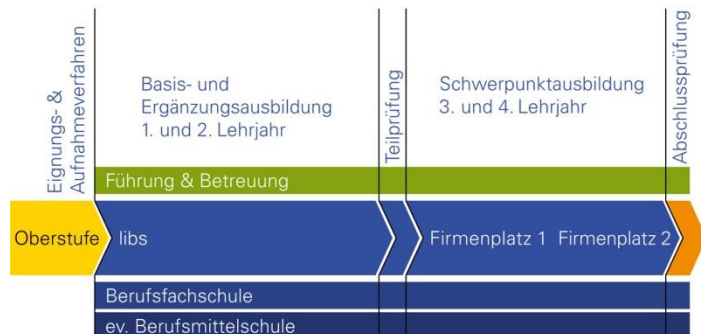 Eignungs- &
Aufnahmeverfahren
Basis- und
Ergänzungsausbildung
1. und 2. Lehrjahr
Teilprüfung
Schwerpunktausbildung
3. und 4. Lehrjahr
Abschlussprüfung
Führung & Betreuung
Oberstufe
libs
Firmenplatz 1
Firmenplatz 2
Berufsfachschule
ev. Berufsmittelschule